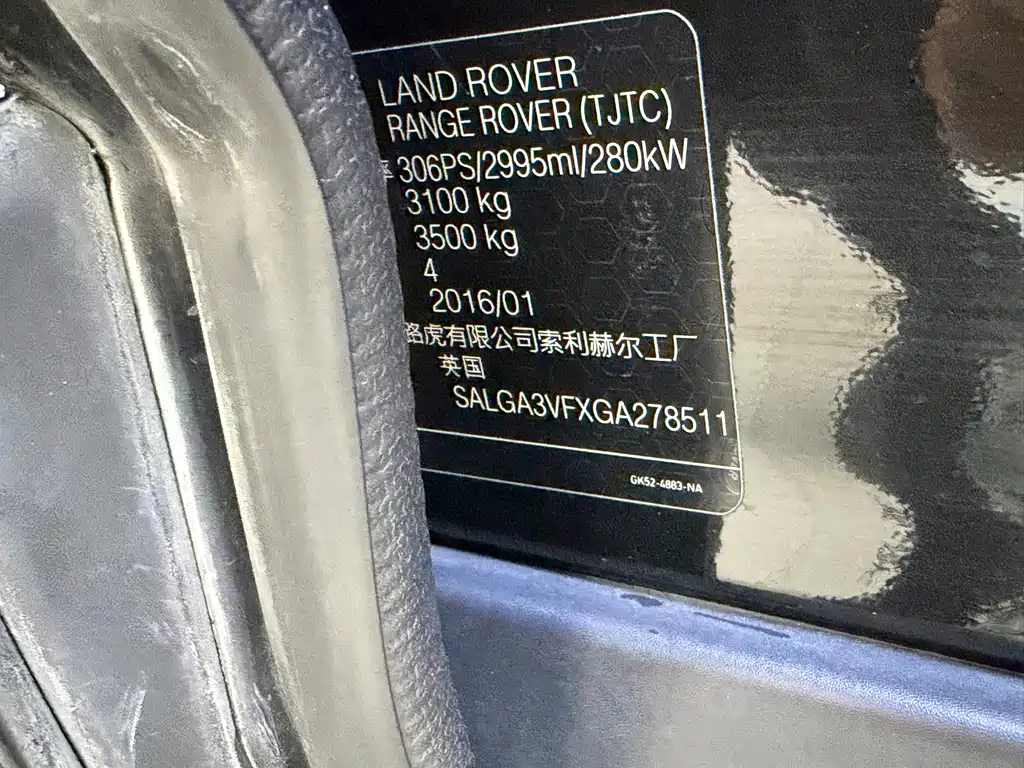 LAND ROVER
RANGE ROVER (TJTC)
306PS/2995ml/280kW
3100 kg
3500 kg
4
2016/01
路虎有限公司索利赫尔工厂
英国
SALGA3VFXGA278511
GK52-4883-NA